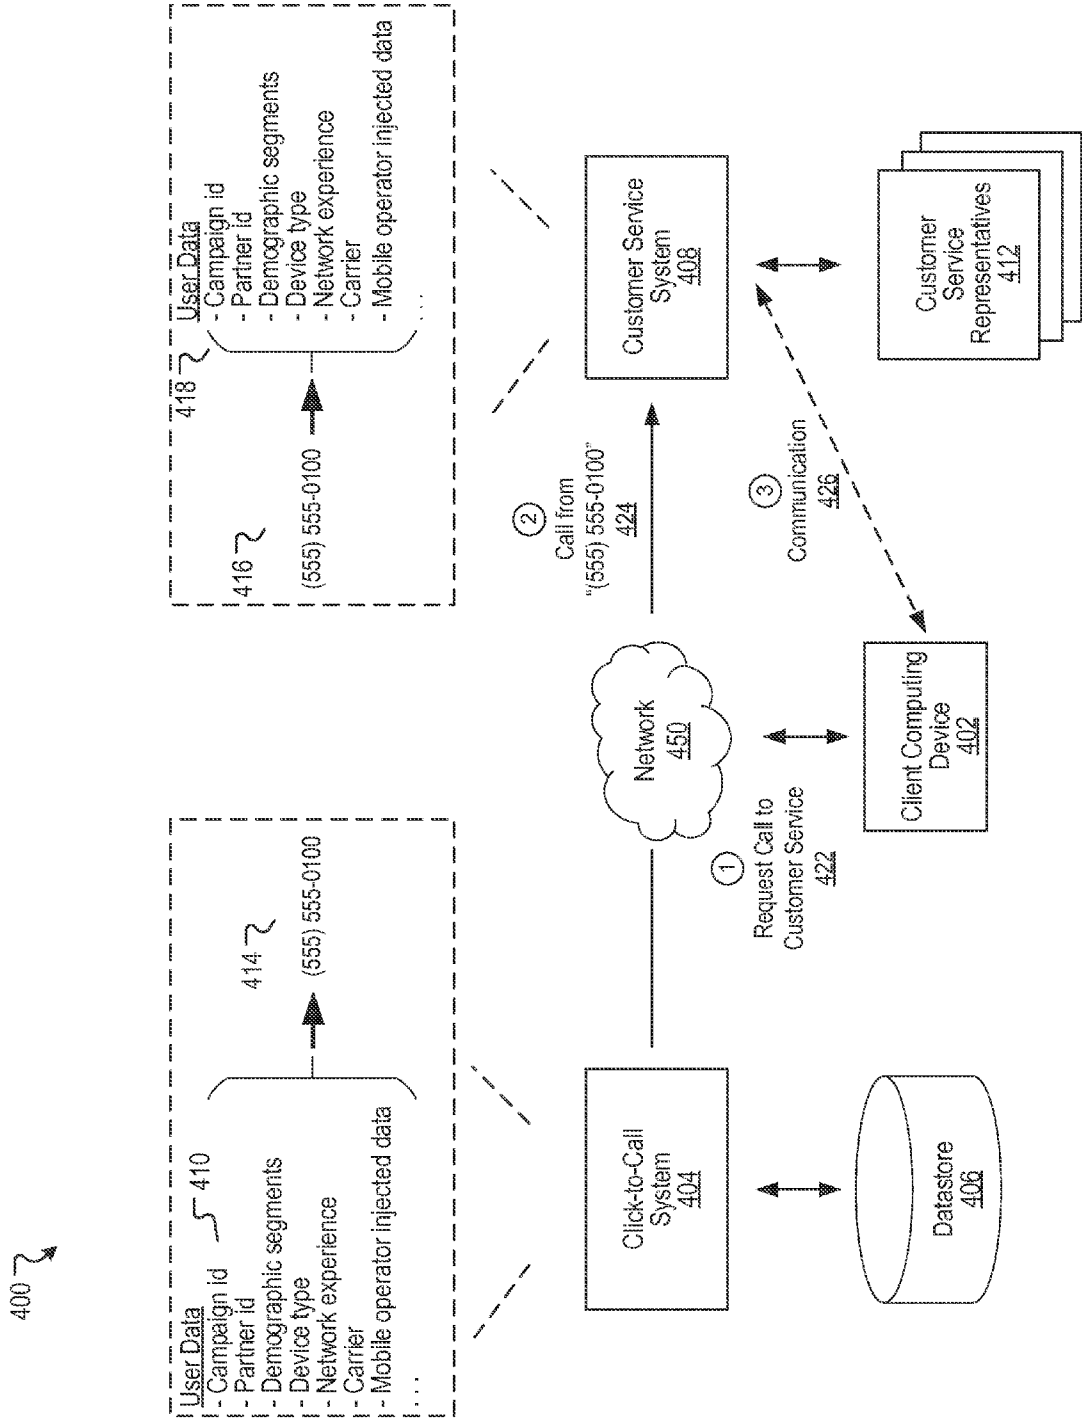 400
User Data
- Campaign id
- Partner id
- Demographic segments
- Device type
- Network experience
- Carrier
- Mobile operator injected data
. . .
410
414
(555) 555-0100
416
(555) 555-0100
418
User Data
- Campaign id
- Partner id
- Demographic segments
- Device type
- Network experience
- Carrier
- Mobile operator injected data
. . .
Click-to-Call
System
404
Network
450
2
Call from
"(555) 555-0100"
424
Customer Service
System
408
1
Request Call to
Customer Service
422
3
Communication
426
Datastore
406
Client Computing
Device
402
Customer
Service
Representatives
412